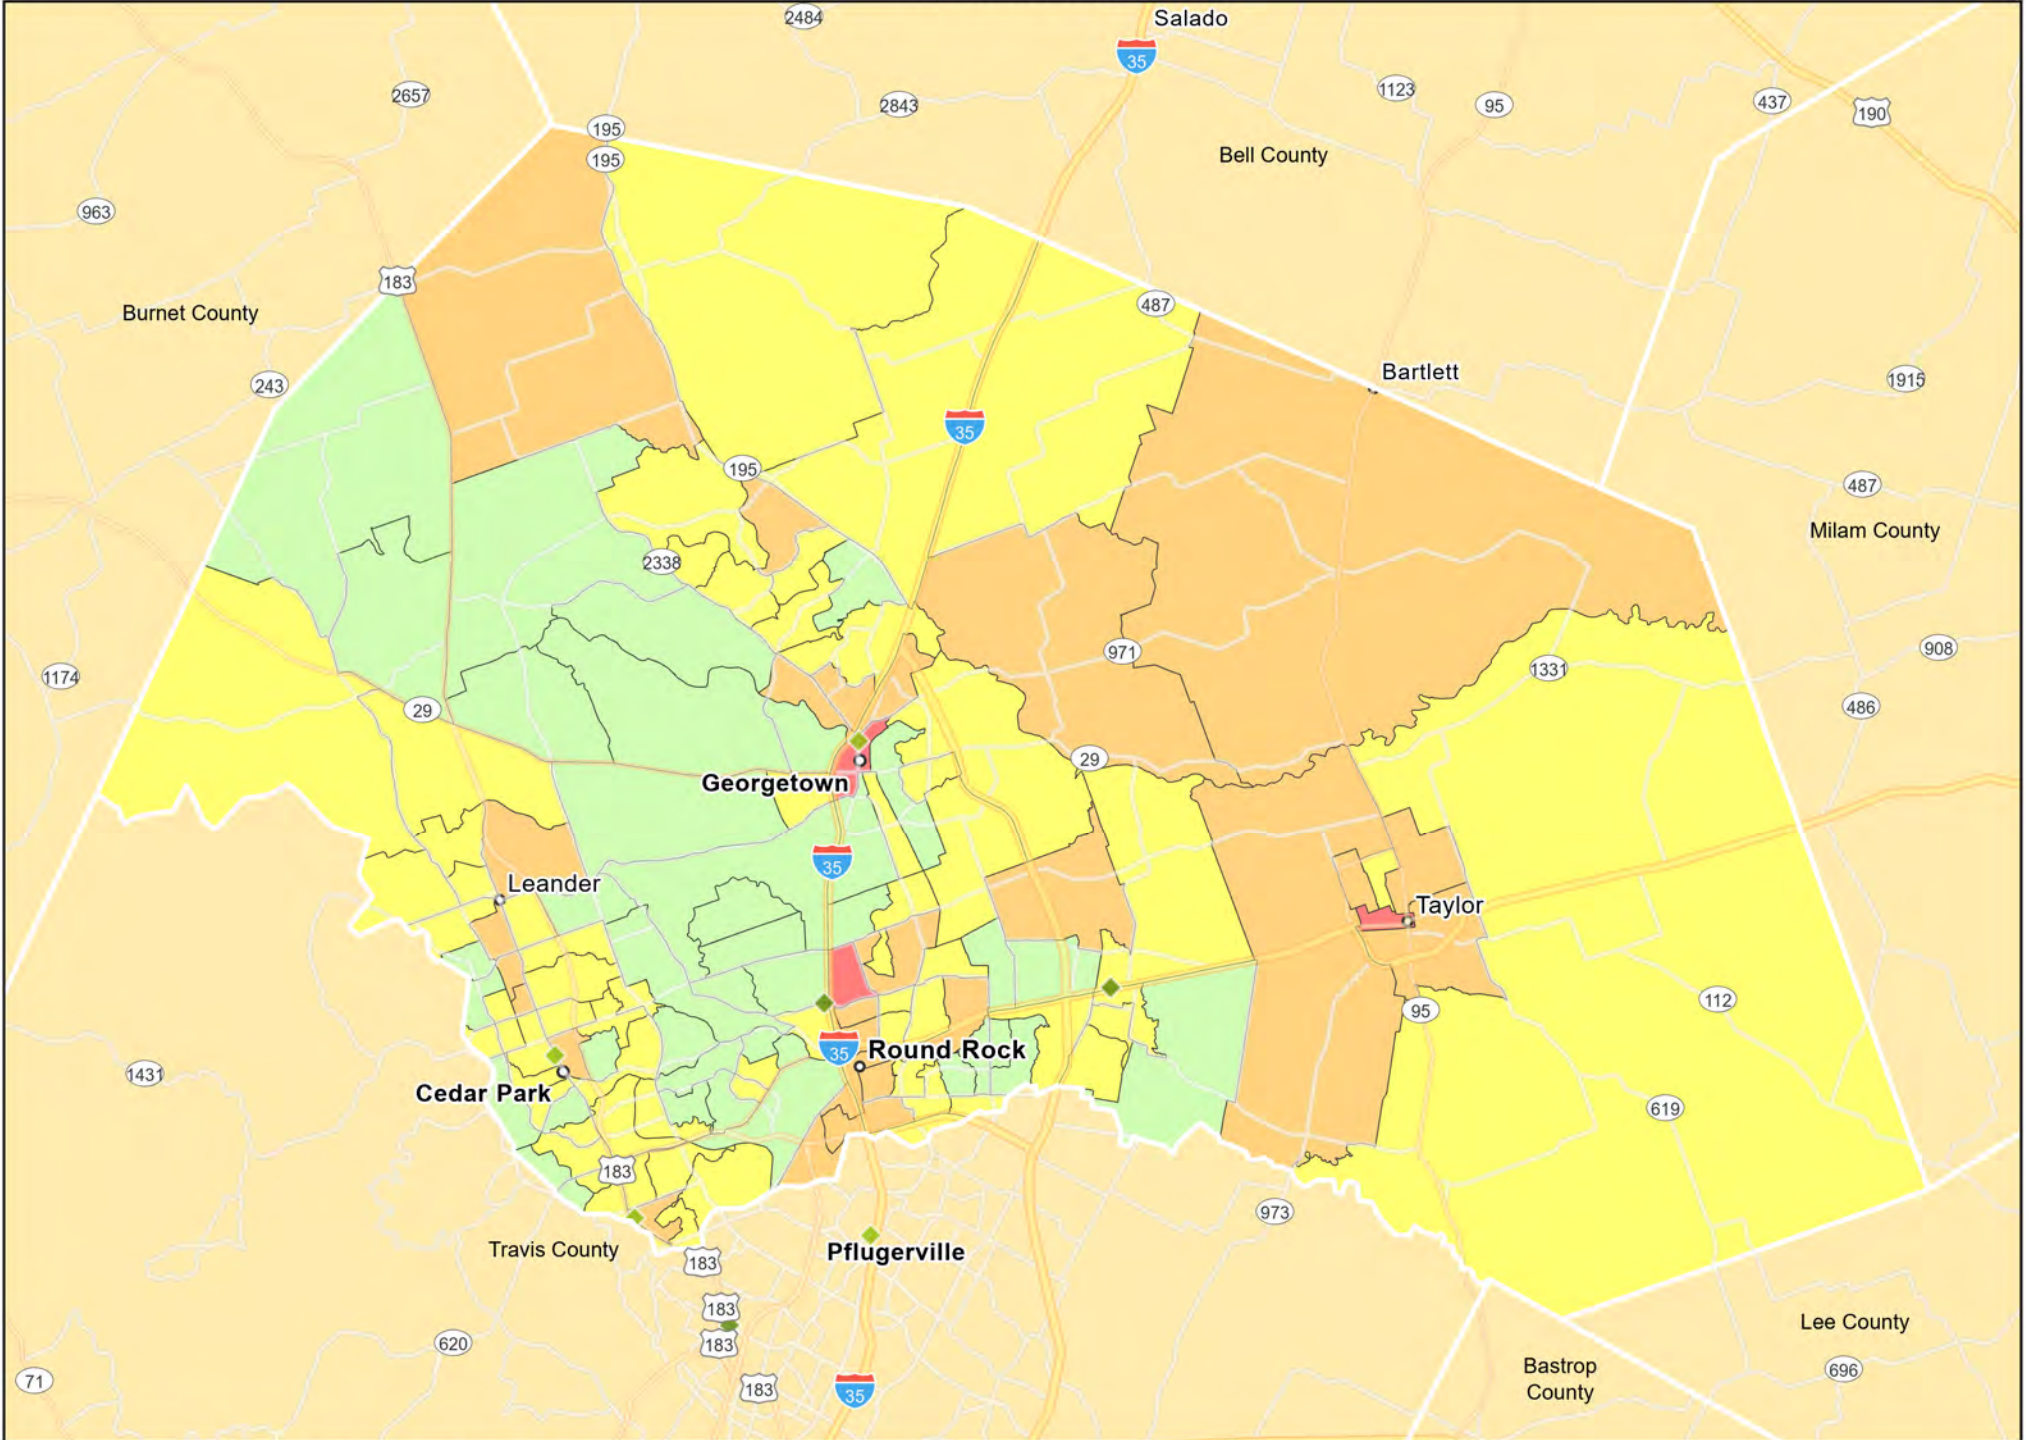 2484
Salado
35
2657
2843
1123
95
437
190
195
195
Bell County
963
183
Burnet County
487
243
Bartlett
1915
35
195
487
Milam County
2338
971
908
1331
1174
29
486
29
Georgetown
35
Leander
Taylor
112
95
35
Round Rock
1431
Cedar Park
619
183
973
Travis County
Pflugerville
183
183
183
620
Lee County
71
183
35
Bastrop
County
696